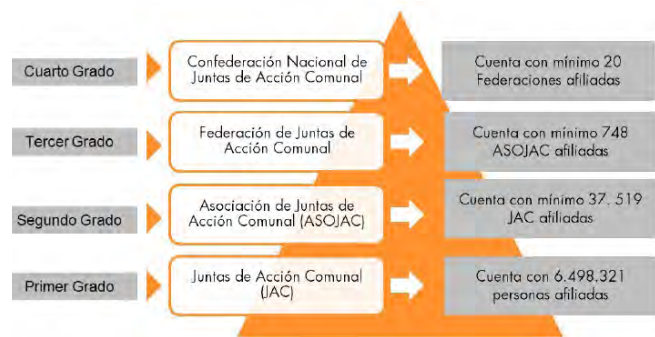 Cuarto Grado
Confederación Nacional de
Juntas de Acción Comunal
Cuenta con mínimo 20
Federaciones afiliadas
Tercer Grado
Federación de Juntas de
Acción Comunal
Cuenta con mínimo 748
ASOJAC afiliadas
Segundo Grado
Asociación de Juntas de
Acción Comunal (ASOJAC)
Cuenta con mínimo 37. 519
JAC afiliadas
Primer Grado
Juntas de Acción Comunal
(JAC)
Cuenta con 6.498.321
personas afiliadas